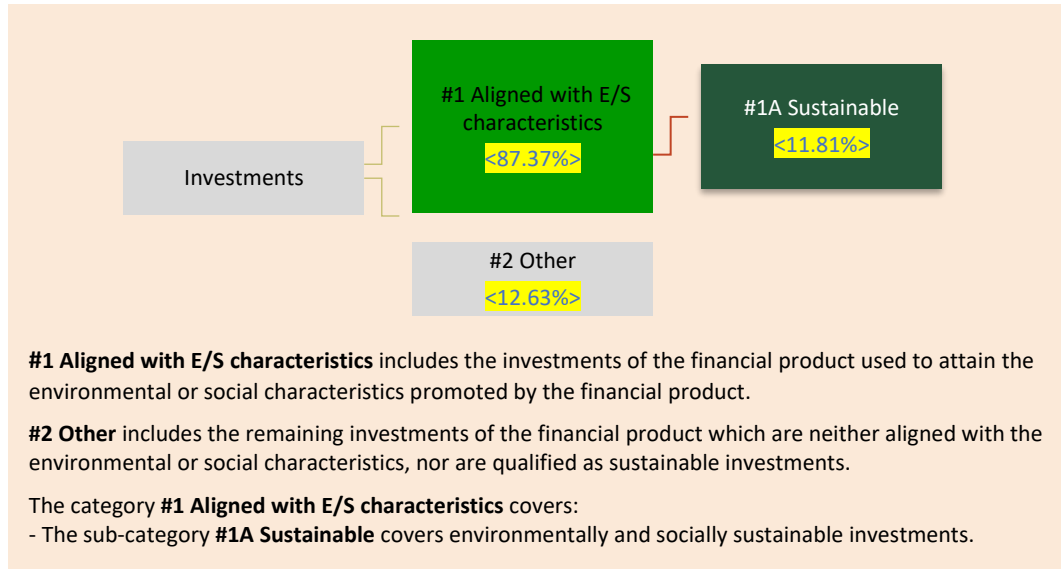 #1 Aligned with E/S
characteristics
<87.37%>
#1A Sustainable
<11.81%>
Investments
#2 Other
<12.63%>
#1 Aligned with E/S characteristics includes the investments of the financial product used to attain the
environmental or social characteristics promoted by the financial product.
#2 Other includes the remaining investments of the financial product which are neither aligned with the
environmental or social characteristics, nor are qualified as sustainable investments.
The category #1 Aligned with E/S characteristics covers:
- The sub-category #1A Sustainable covers environmentally and socially sustainable investments.